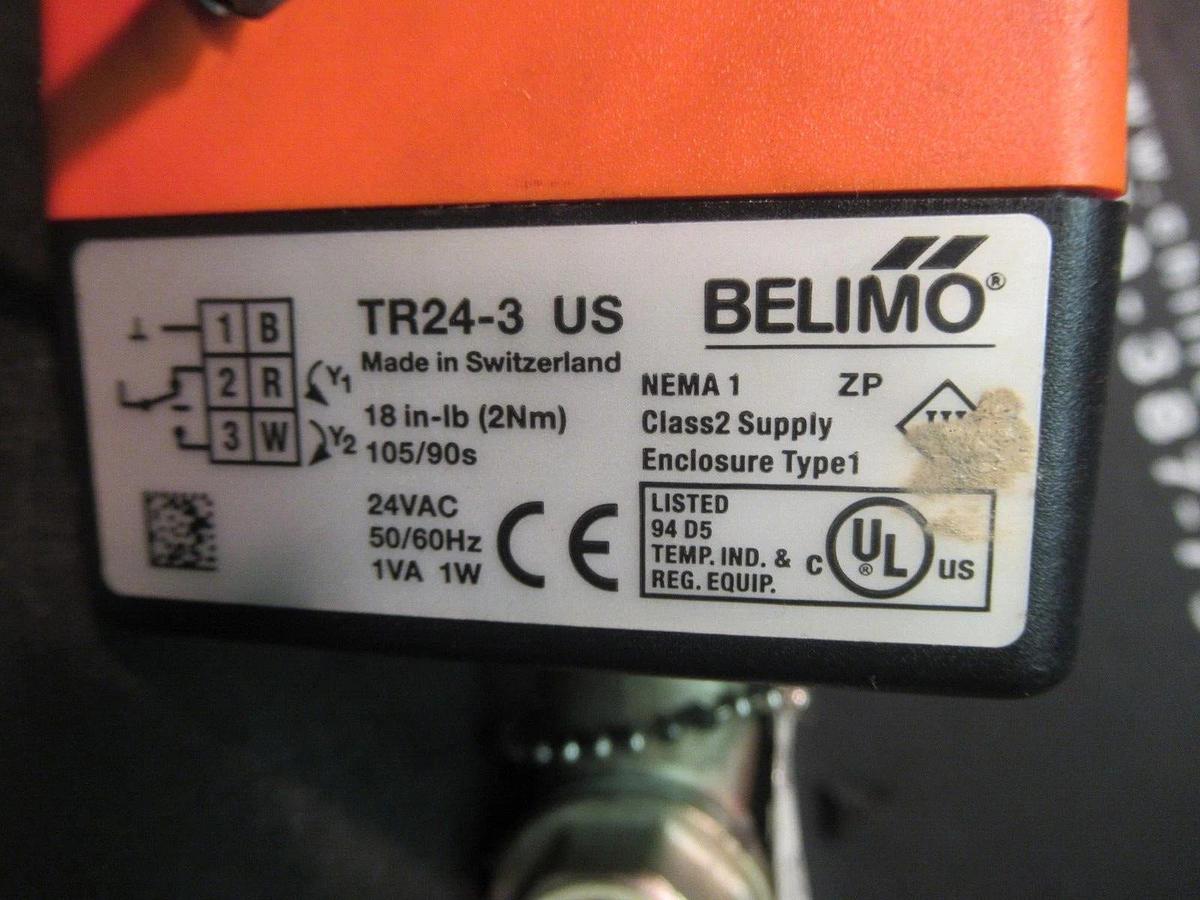 BELIMO®
TR24-3 US
Made in Switzerland
18 in-lb (2Nm)
105/90s
24VAC
50/60Hz
1VA 1W
1 B
2 R
3 W
Y1
Y2
NEMA 1 ZP
Class2 Supply
Enclosure Type1
III
CE
LISTED
94 D5
TEMP. IND. &
REG. EQUIP.
C UL® US